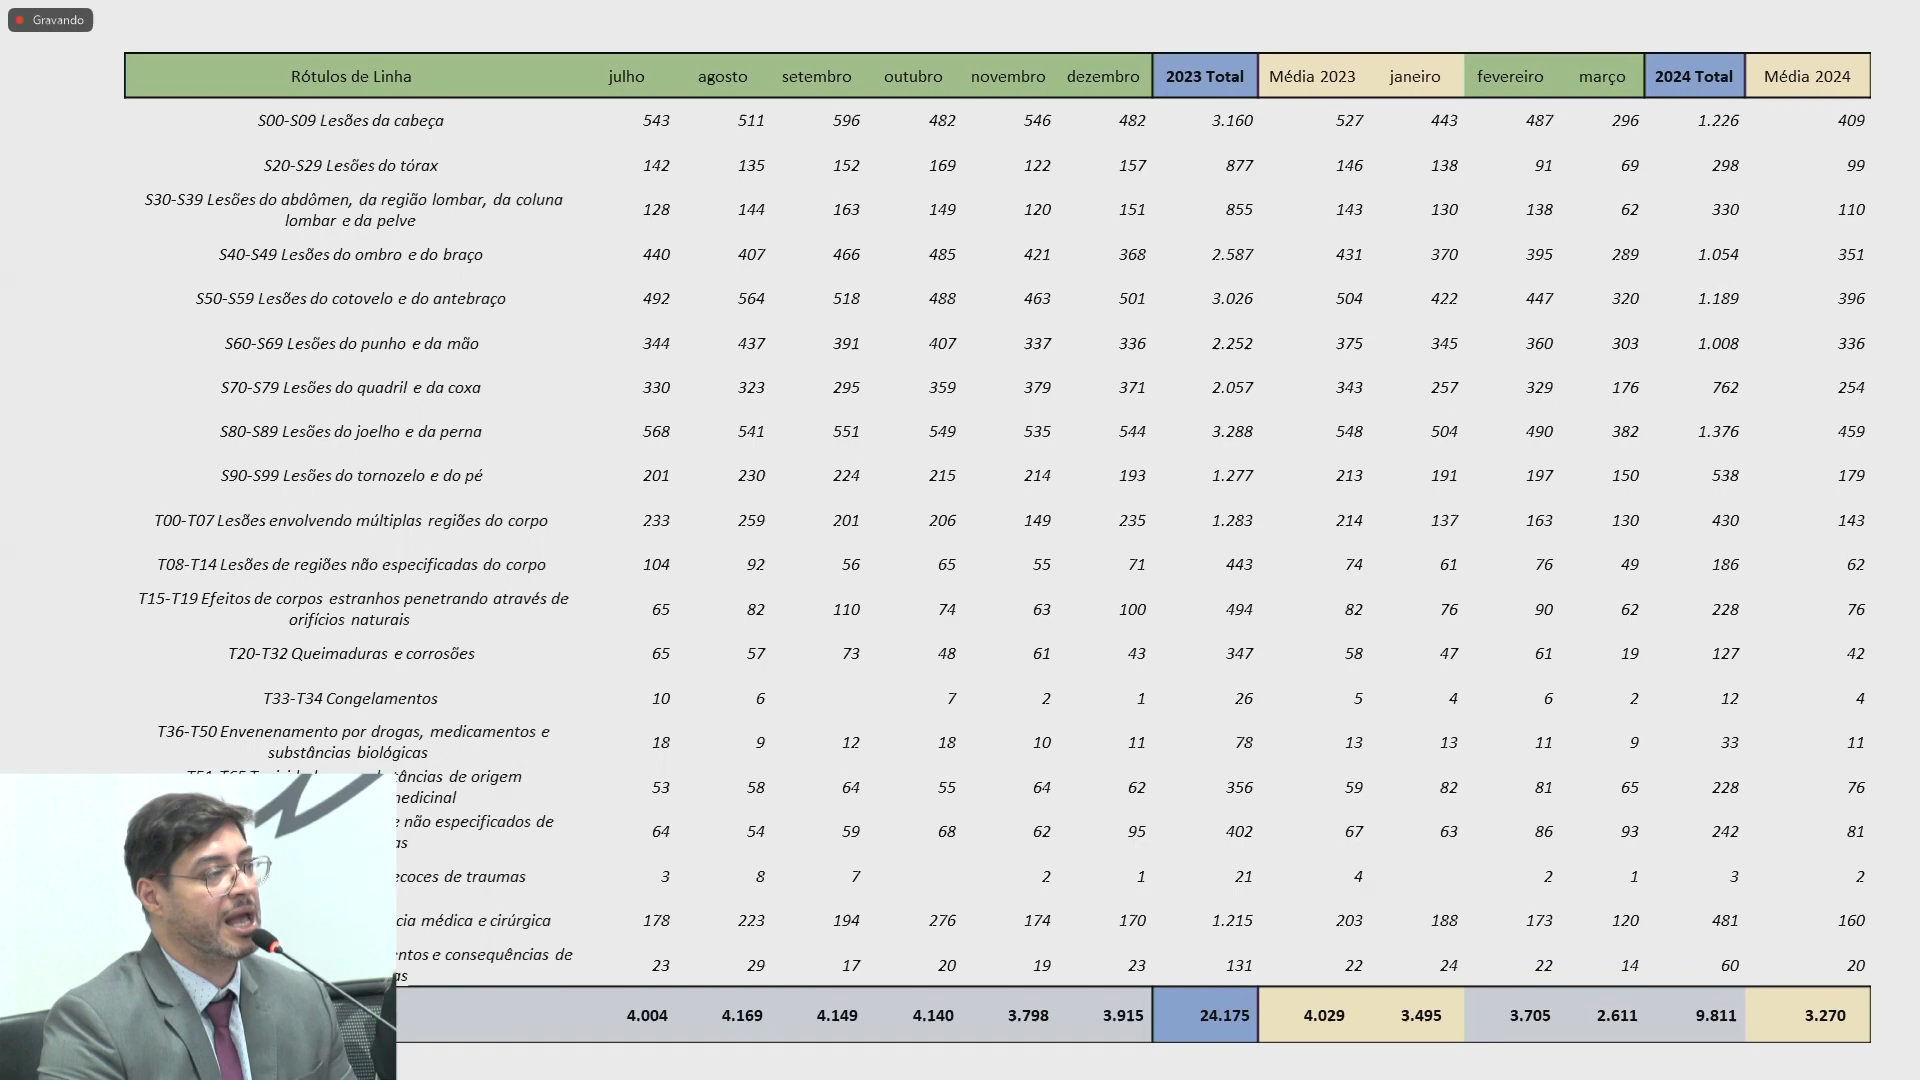 Gravando
Rótulos de Linha julho agosto setembro outubro novembro dezembro 2023 Total Média 2023 janeiro fevereiro março 2024 Total Média 2024
S00-S09 Lesões da cabeça 543 511 596 482 546 482 3.160 527 443 487 296 1.226 409
S20-S29 Lesões do tórax 142 135 152 169 122 157 877 146 138 91 69 298 99
S30-S39 Lesões do abdômen, da região lombar, da coluna
lombar e da pelve 128 144 163 149 120 151 855 143 130 138 62 330 110
S40-S49 Lesões do ombro e do braço 440 407 466 485 421 368 2.587 431 370 395 289 1.054 351
S50-S59 Lesões do cotovelo e do antebraço 492 564 518 488 463 501 3.026 504 422 447 320 1.189 396
S60-S69 Lesões do punho e da mão 344 437 391 407 337 336 2.252 375 345 360 303 1.008 336
S70-S79 Lesões do quadril e da coxa 330 323 295 359 379 371 2.057 343 257 329 176 762 254
S80-S89 Lesões do joelho e da perna 568 541 551 549 535 544 3.288 548 504 490 382 1.376 459
S90-S99 Lesões do tornozelo e do pé 201 230 224 215 214 193 1.277 213 191 197 150 538 179
T00-T07 Lesões envolvendo múltiplas regiões do corpo 233 259 201 206 149 235 1.283 214 137 163 130 430 143
T08-T14 Lesões de regiões não especificadas do corpo 104 92 56 65 55 71 443 74 61 76 49 186 62
T15-T19 Efeitos de corpos estranhos penetrando através de
orifícios naturais 65 82 110 74 63 100 494 82 76 90 62 228 76
T20-T32 Queimaduras e corrosões 65 57 73 48 61 43 347 58 47 61 19 127 42
T33-T34 Congelamentos 10 6 7 2 1 26 5 4 6 2 12 4
T36-T50 Envenenamento por drogas, medicamentos e
substâncias biológicas 18 9 12 18 10 11 78 13 13 11 9 33 11
de origem
53 58 64 55 64 62 356 59 82 81 65 228 76
e não especificados de
64 54 59 68 62 95 402 67 63 86 93 242 81
de traumas 3 8 7 2 1 21 4 2 1 3 2
médica e cirúrgica 178 223 194 276 174 170 1.215 203 188 173 120 481 160
e consequências de
23 29 17 20 19 23 131 22 24 22 14 60 20
4.004 4.169 4.149 4.140 3.798 3.915 24.175 4.029 3.495 3.705 2.611 9.811 3.270